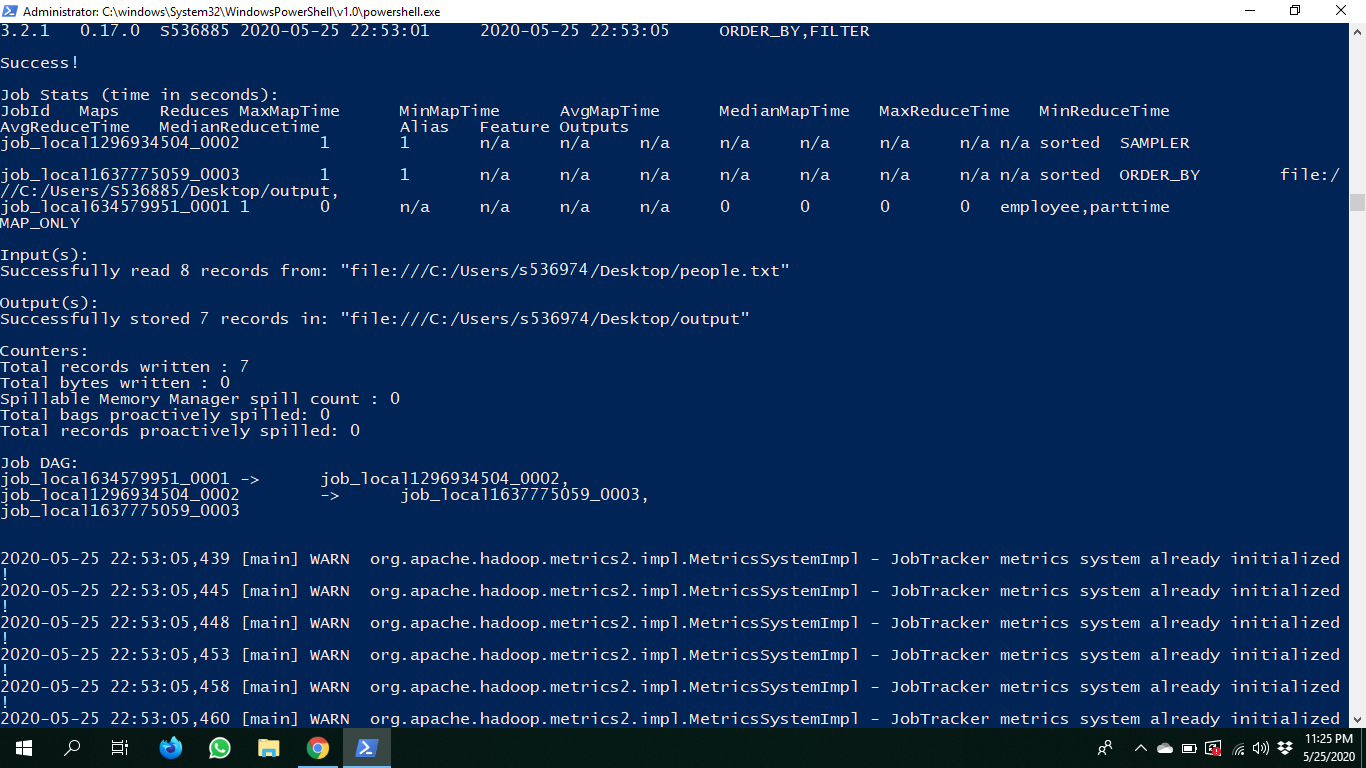 Administrator: C:\windows\System32\WindowsPowerShell\v1.0\powershell.exe
3.2.1 0.17.0 S536885 2020-05-25 22:53:01 2020-05-25 22:53:05 ORDER_BY,FILTER
Success!
Job Stats (time in seconds):
JobId Maps Reduces MaxMapTime MinMapTime AvgMapTime MedianMapTime MaxReduceTime MinReduceTime
AvgReduceTime MedianReducetime Alias Feature Outputs
job_local1296934504_0002 1 1 n/a n/a n/a n/a n/a n/a n/a n/a sorted SAMPLER
job_local1637775059_0003 1 1 n/a n/a n/a n/a n/a n/a n/a n/a sorted ORDER_BY file:/
//C:/Users/S536885/Desktop/output,
job_local634579951_0001 1 0 n/a n/a n/a n/a 0 0 0 0 employee,parttime
MAP_ONLY
Input(s):
Successfully read 8 records from: "file:///C:/Users/s536974/Desktop/people.txt"
Output(s):
Successfully stored 7 records in: "file:///C:/Users/s536974/Desktop/output"
Counters:
Total records written : 7
Total bytes written : 0
Spillable Memory Manager spill count : 0
Total bags proactively spilled: 0
Total records proactively spilled: 0
Job DAG:
job_local634579951_0001 -> job_local1296934504_0002,
job_local1296934504_0002 -> job_local1637775059_0003,
job_local1637775059_0003
2020-05-25 22:53:05,439 [main] WARN org.apache.hadoop.metrics2.impl.MetricsSystemImpl - JobTracker metrics system already initialized
!
2020-05-25 22:53:05,445 [main] WARN org.apache.hadoop.metrics2.impl.MetricsSystemImpl - JobTracker metrics system already initialized
!
2020-05-25 22:53:05,448 [main] WARN org.apache.hadoop.metrics2.impl.MetricsSystemImpl - JobTracker metrics system already initialized
!
2020-05-25 22:53:05,453 [main] WARN org.apache.hadoop.metrics2.impl.MetricsSystemImpl - JobTracker metrics system already initialized
!
2020-05-25 22:53:05,458 [main] WARN org.apache.hadoop.metrics2.impl.MetricsSystemImpl - JobTracker metrics system already initialized
!
2020-05-25 22:53:05,460 [main] WARN org.apache.hadoop.metrics2.impl.MetricsSystemImpl - JobTracker metrics system already initialized
11:25 PM
5/25/2020